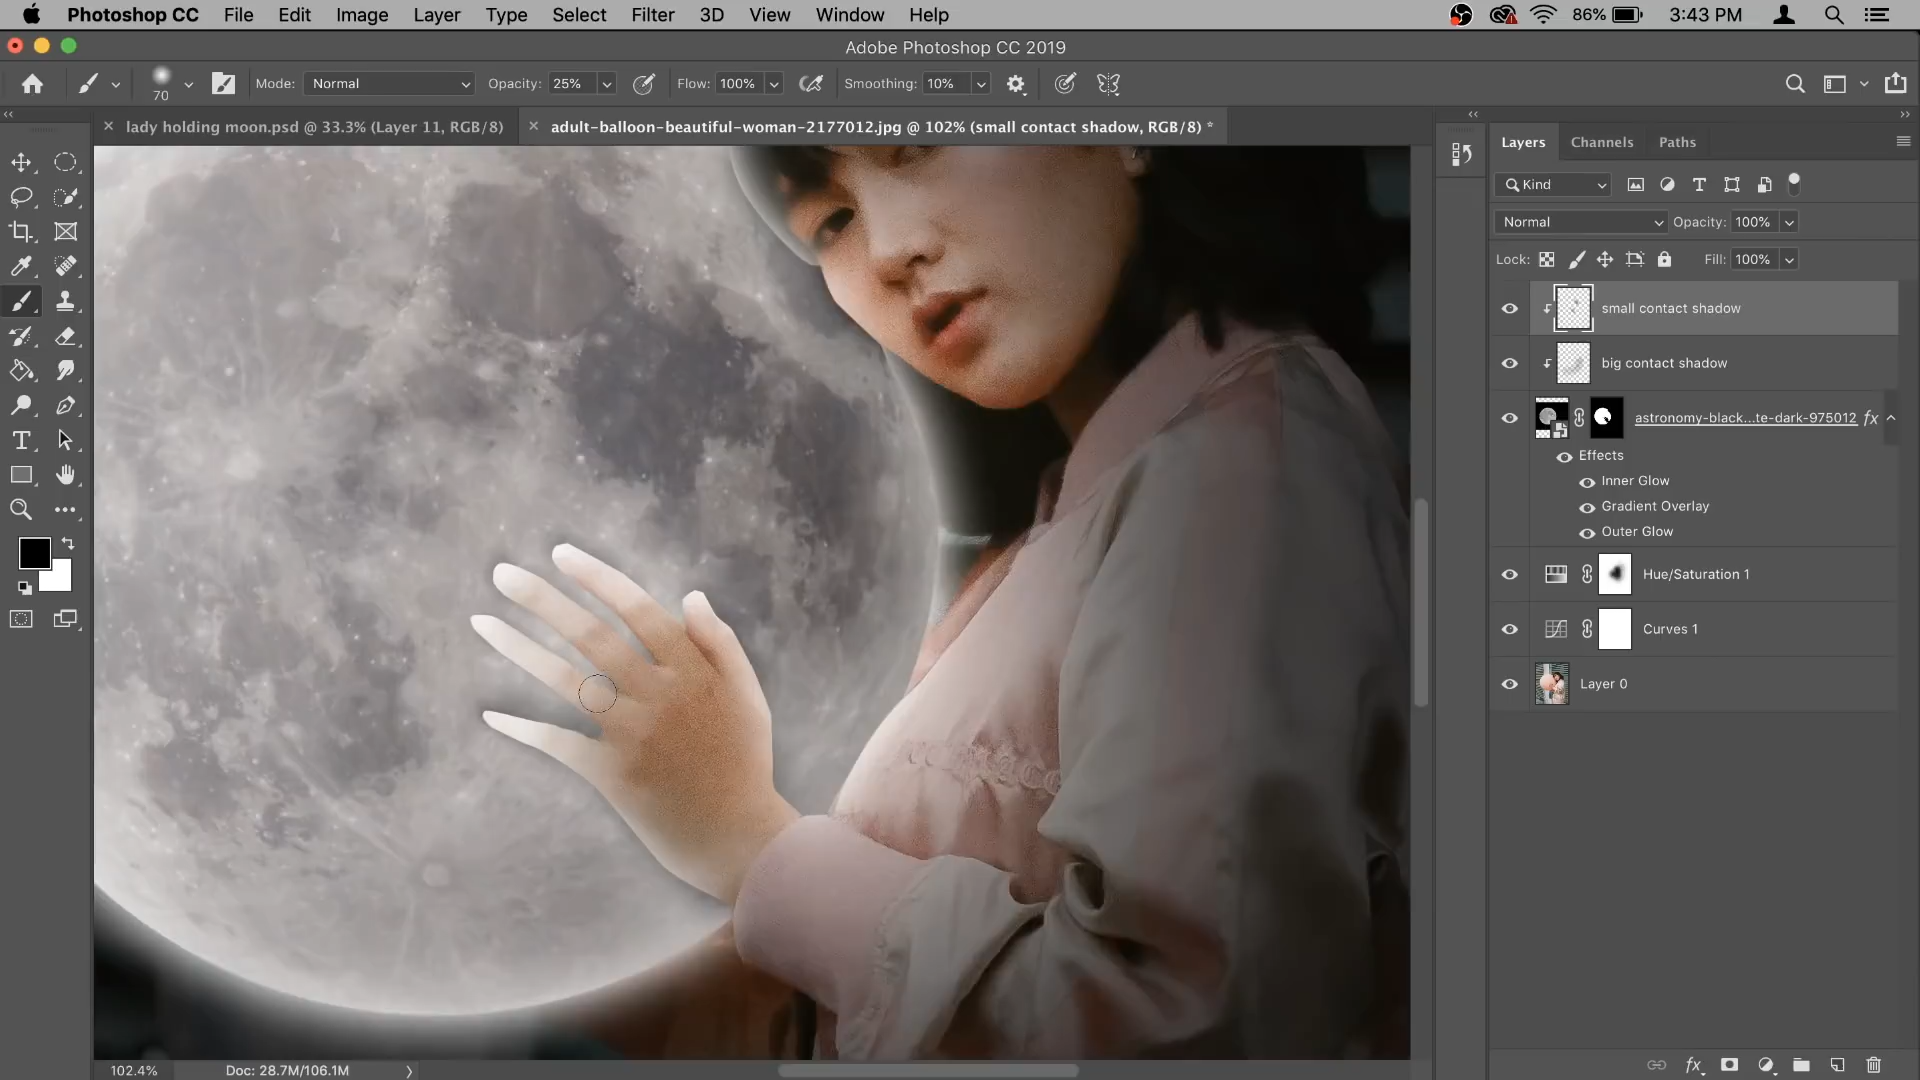 Photoshop CC File Edit Image Layer Type Select Filter 3D View Window Help 86% 3:43 PM
Adobe Photoshop CC 2019
70 Mode: Normal Opacity: 25% Flow: 100% Smoothing: 10%
lady holding moon.psd @ 33.3% (Layer 11, RGB/8) adult-balloon-beautiful-woman-2177012.jpg @ 102% (small contact shadow, RGB/8) *
Layers Channels Paths
Kind
Normal Opacity: 100%
Lock: Fill: 100%
small contact shadow
big contact shadow
astronomy-black...te-dark-975012 fx
Effects
Inner Glow
Gradient Overlay
Outer Glow
Hue/Saturation 1
Curves 1
Layer 0
102.4% Doc: 28.7M/106.1M fx